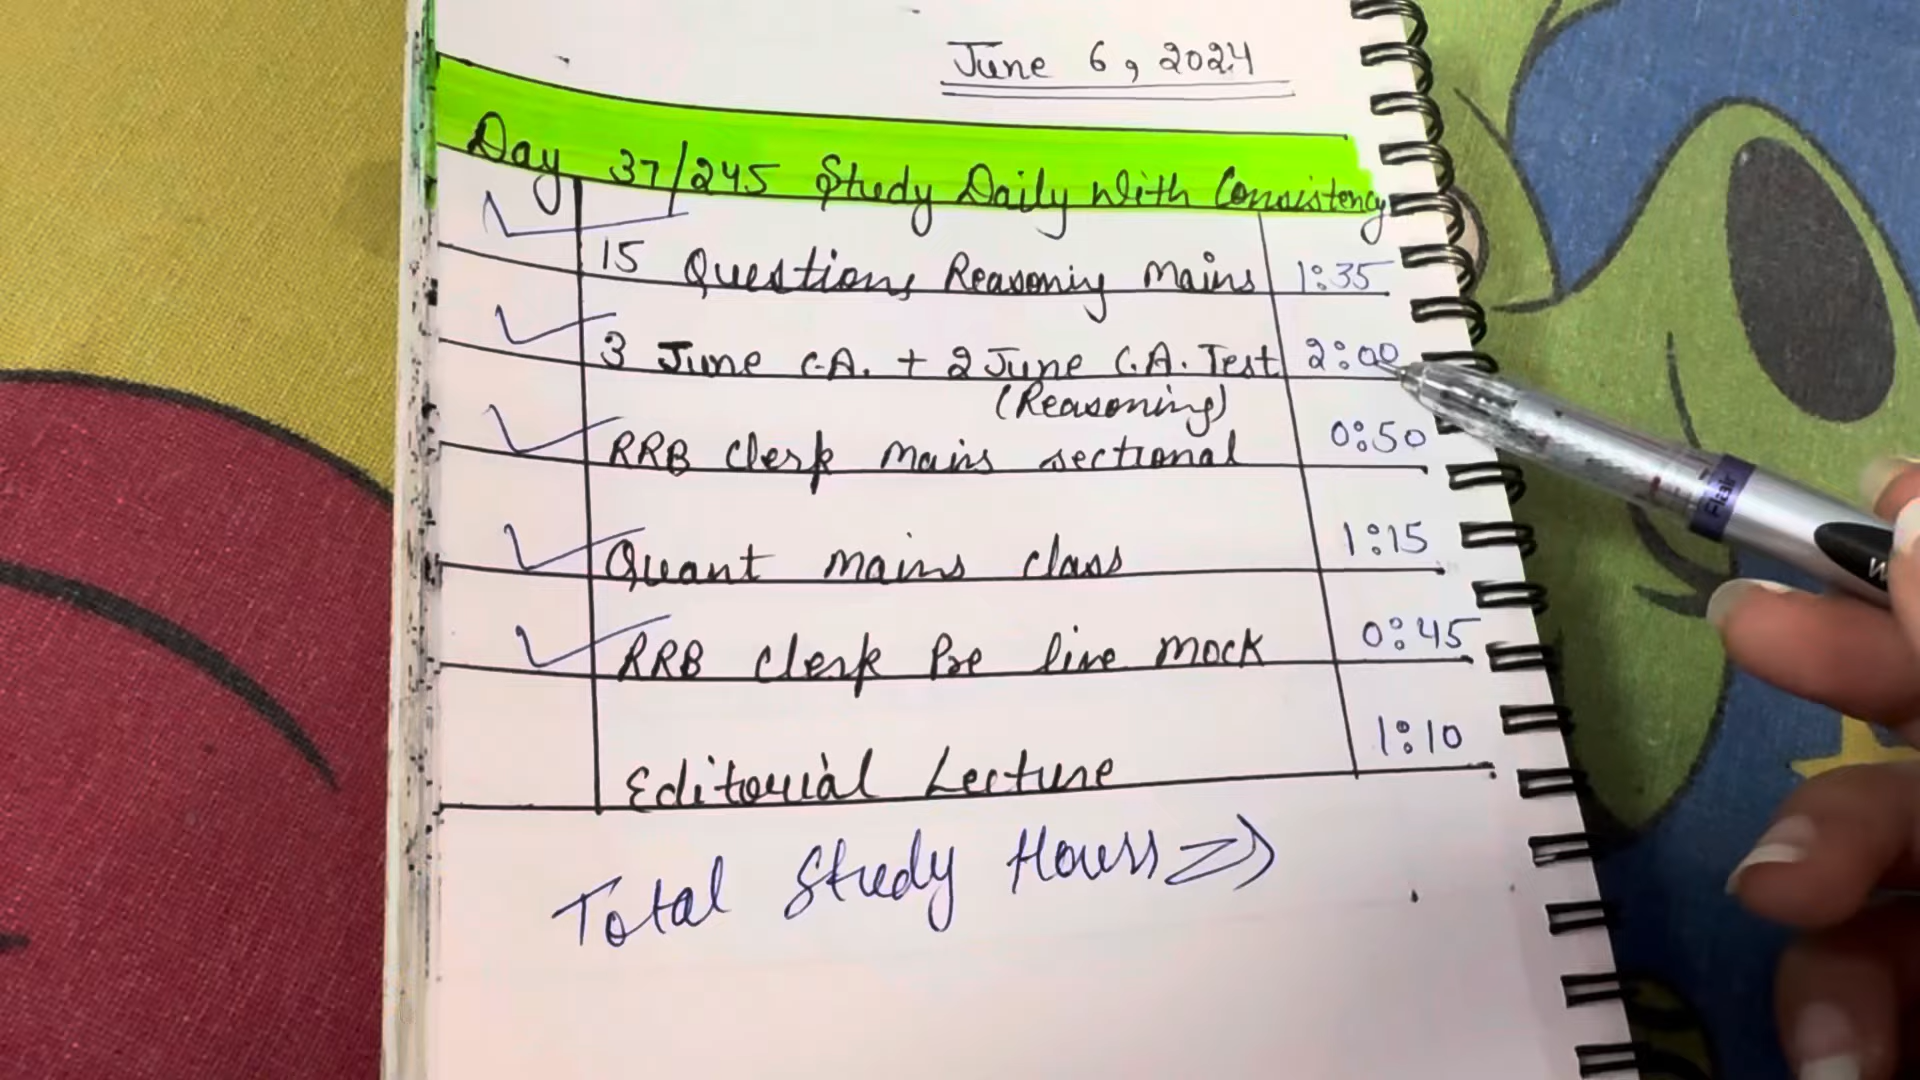 June 6, 2024
Day 37/245 Study Daily With Consistency
15 Questions Reasoning Mains 1:35
3 June C.A. + 2 June C.A. Test 2:00
(Reasoning)
RRB Clerk mains sectional 0:50
Quant mains class 1:15
RRB Clerk Pre live mock 0:45
Editorial Lecture 1:10
Total Study Hours =>
Flair